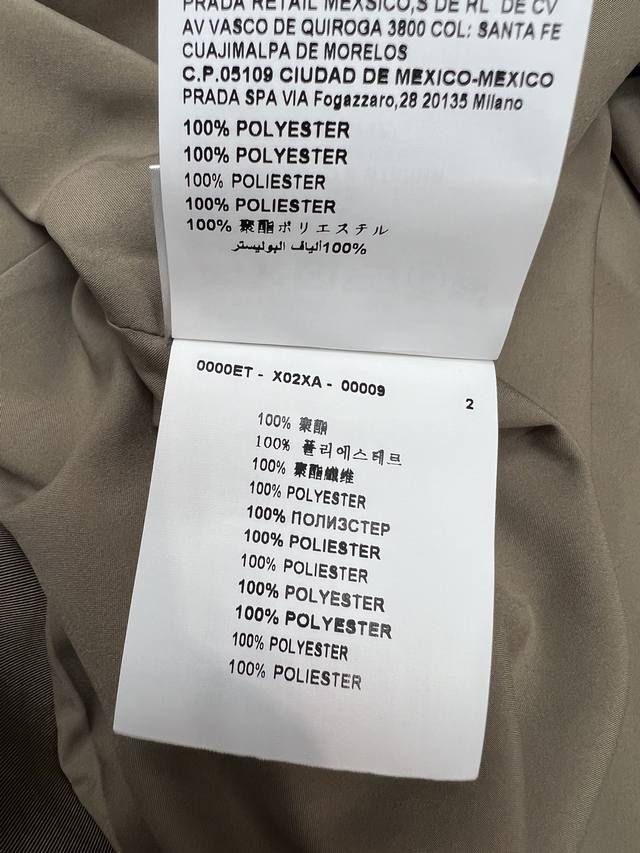 PRADA RETAIL MEXSICO,S DE RL DE CV
AV VASCO DE QUIROGA 3800 COL: SANTA FE
CUAJIMALPA DE MORELOS
C.P.05109 CIUDAD DE MEXICO-MEXICO
PRADA SPA VIA Fogazzaro,28 20135 Milano
100% POLYESTER
100% POLYESTER
100% POLIESTER
100% POLIESTER
100% 聚酯ポリエステル
100% ألياف البوليستر
0000ET - X02XA - 00009
2
100% 聚酯
100% 폴리에스테르
100% 聚酯纖维
100% POLYESTER
100% ПОЛИЗСТЕР
100% POLIESTER
100% POLIESTER
100% POLYESTER
100% POLYESTER
100% POLYESTER
100% POLIESTER